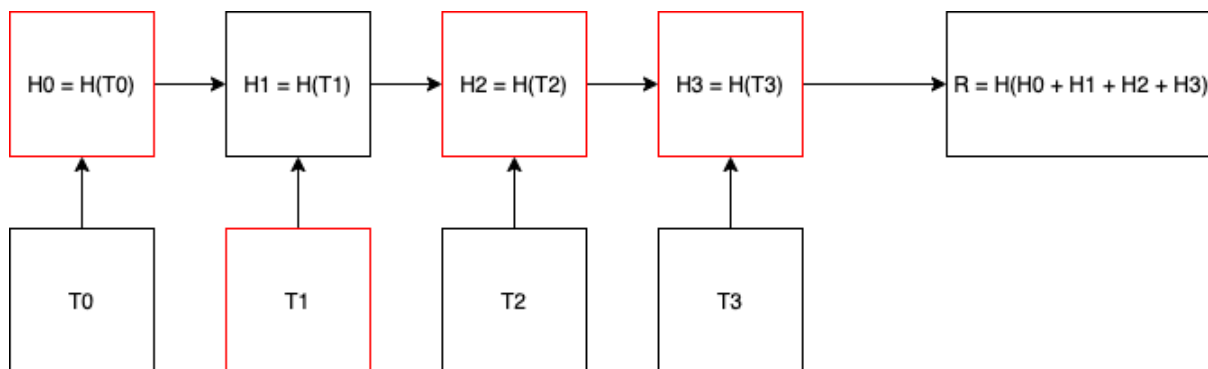 H0 = H(T0)
H1 = H(T1)
H2 = H(T2)
H3 = H(T3)
R = H(H0 + H1 + H2 + H3)
T0
T1
T2
T3